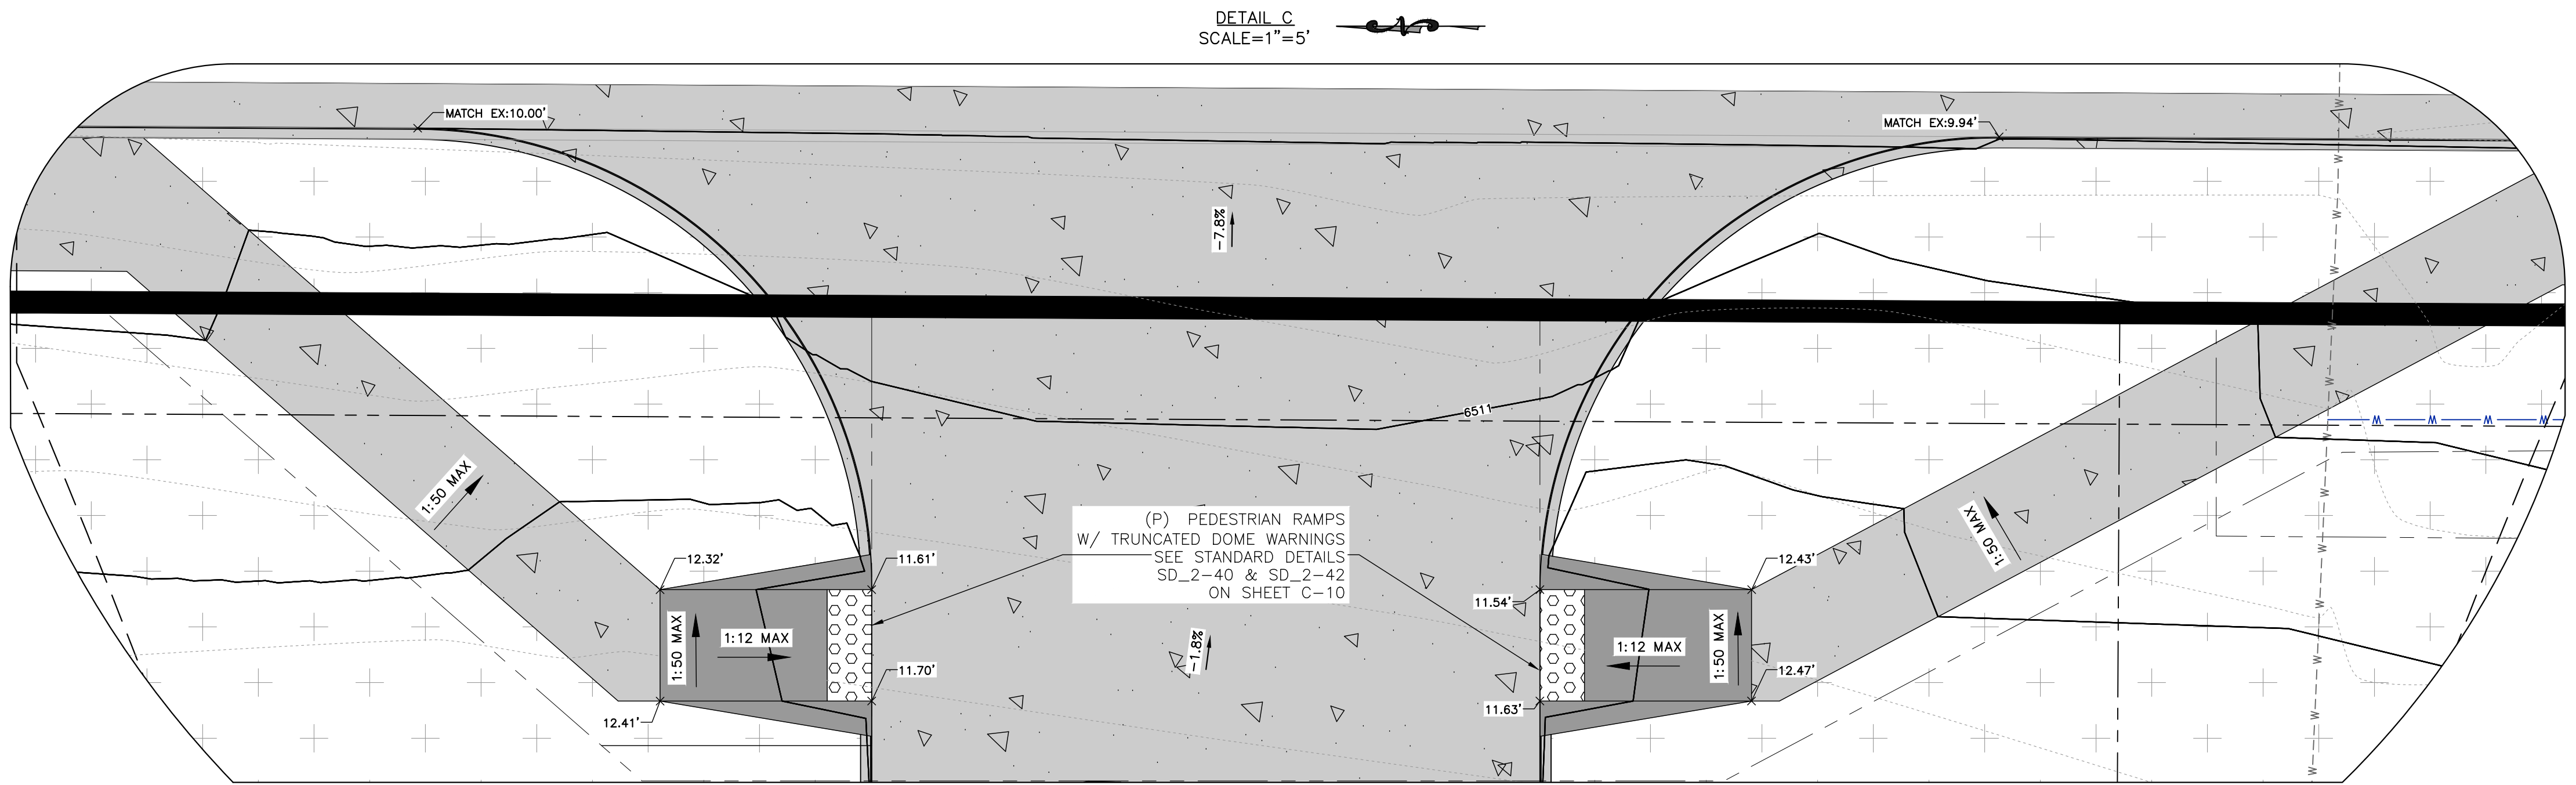 DETAIL C
SCALE=1"=5'
MATCH EX:10.00'
MATCH EX:9.94'
-7.8%
W
W
W
W
W
W
W
W
W
W
W
W
W
6511
1:50 MAX
1:50 MAX
(P) PEDESTRIAN RAMPS
W/ TRUNCATED DOME WARNINGS
SEE STANDARD DETAILS
SD_2-40 & SD_2-42
ON SHEET C-10
12.32'
11.61'
12.43'
11.54'
1:50 MAX
1:12 MAX
-1.8%
1:12 MAX
1:50 MAX
11.70'
12.47'
12.41'
11.63'